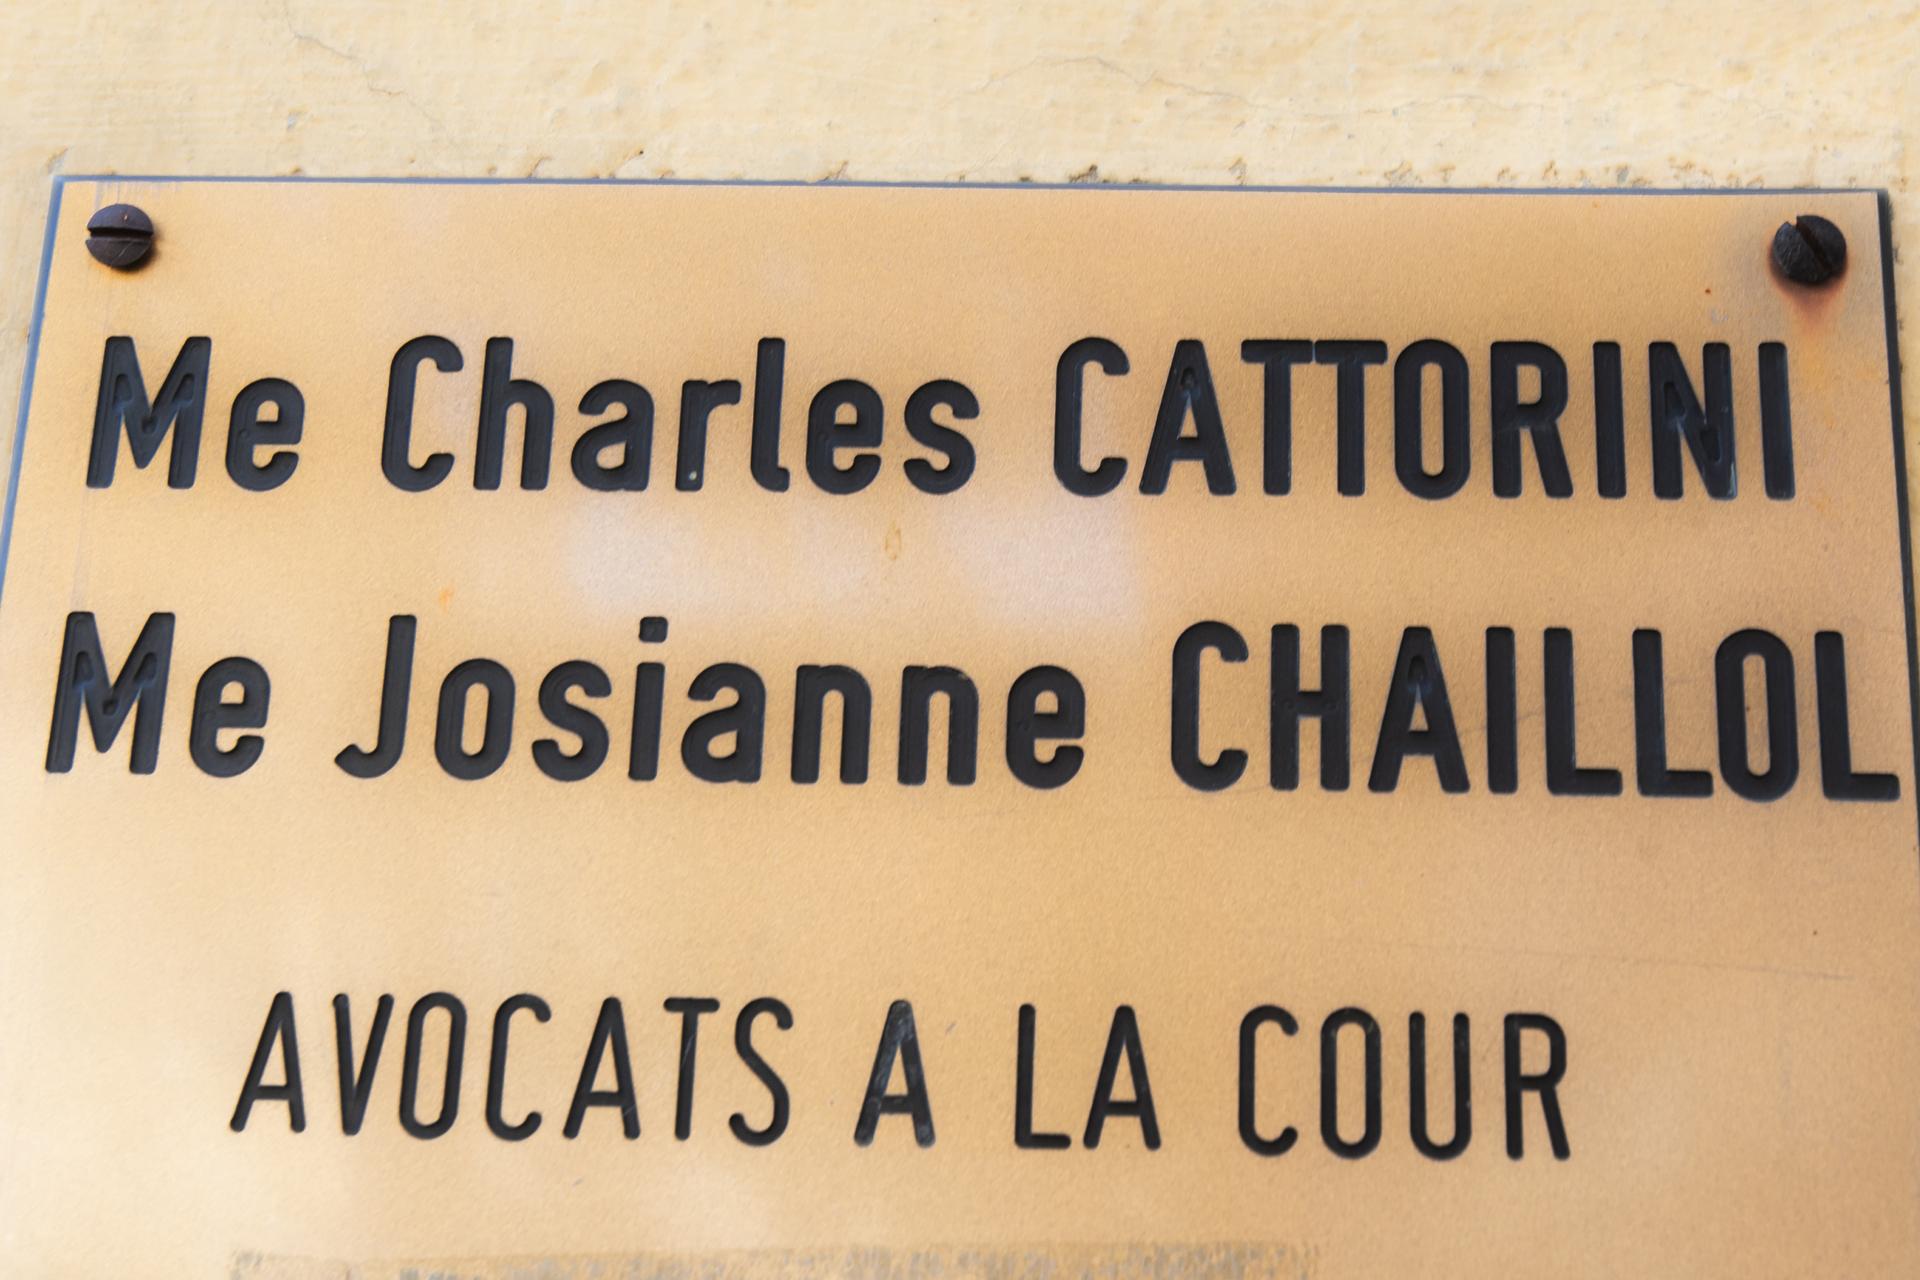 Me Charles CATTORINI
Me Josianne CHAILLOL
AVOCATS A LA COUR